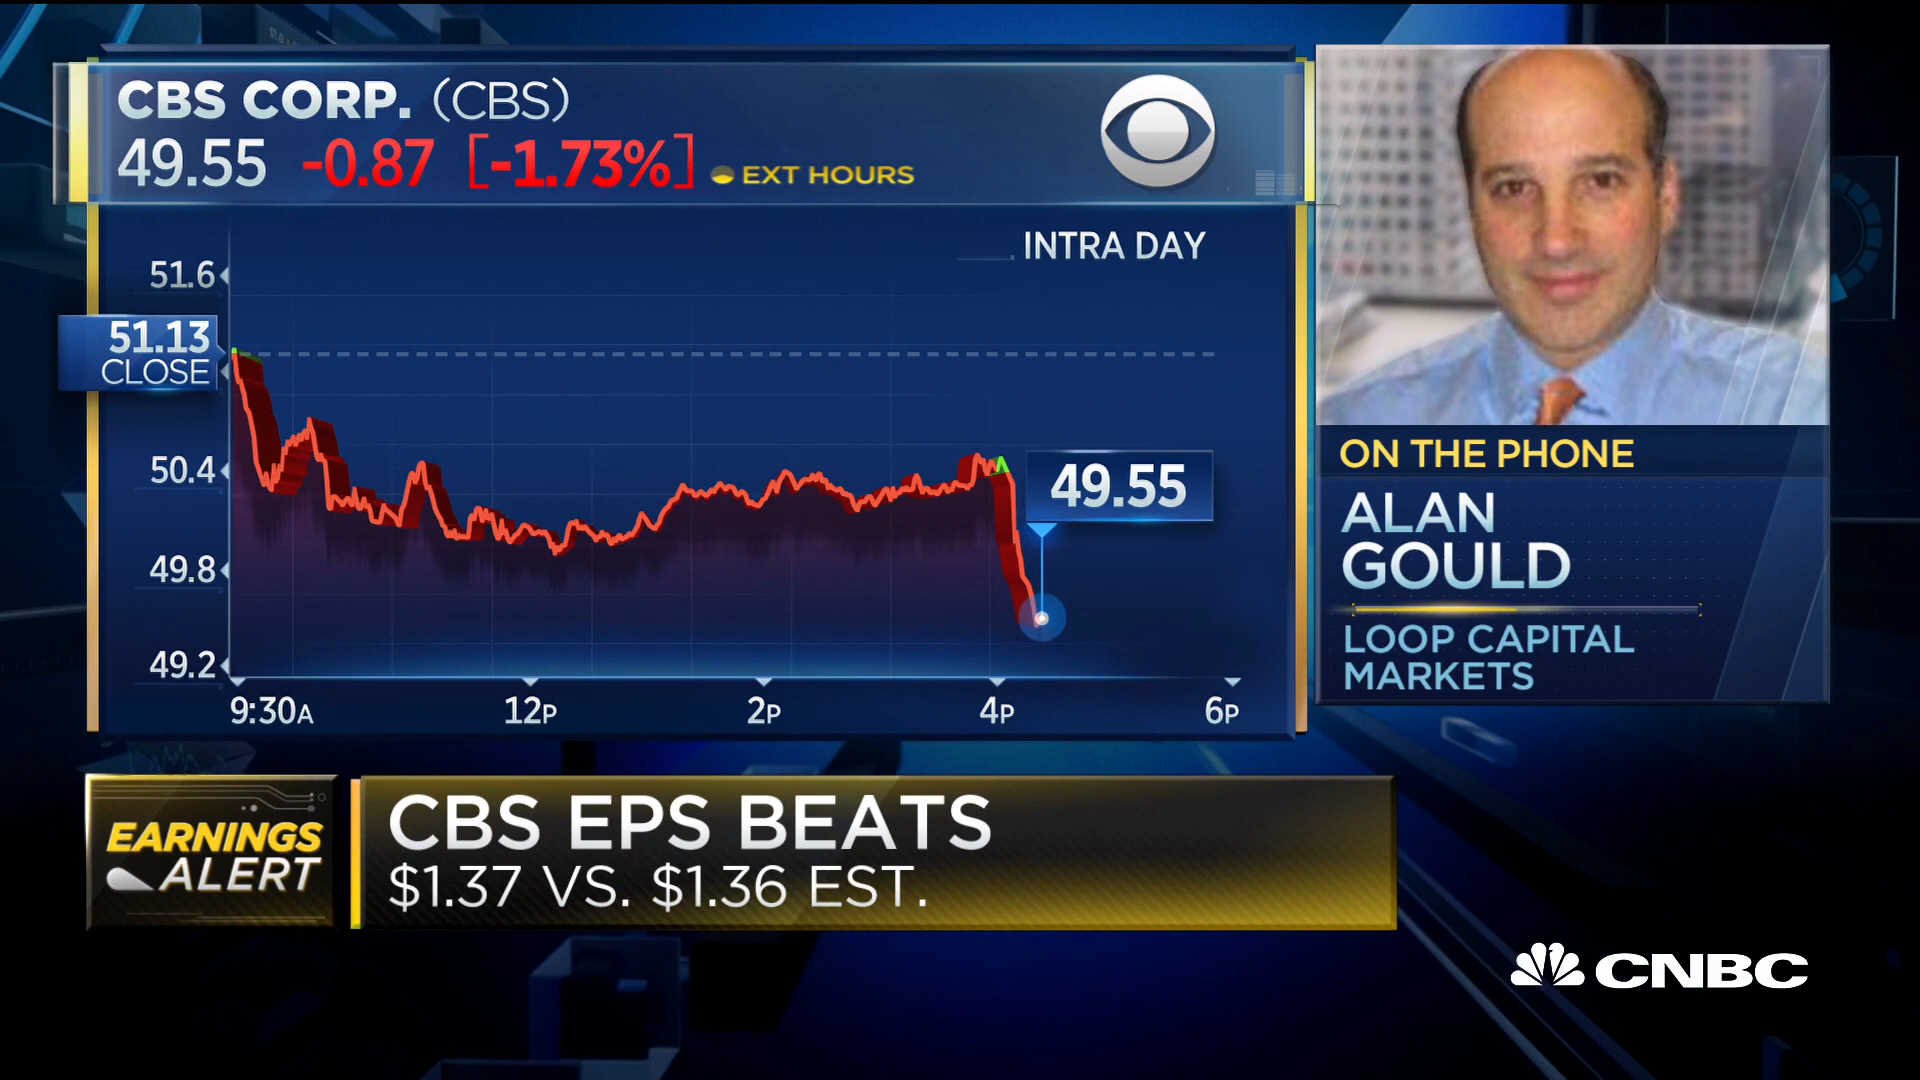 CBS CORP. (CBS)
49.55 -0.87 [-1.73%] EXT HOURS
INTRA DAY
51.6
51.13
CLOSE
50.4
49.8
49.2
49.55
9:30A 12P 2P 4P 6P
ON THE PHONE
ALAN
GOULD
LOOP CAPITAL
MARKETS
EARNINGS
ALERT
CBS EPS BEATS
$1.37 VS. $1.36 EST.
CNBC